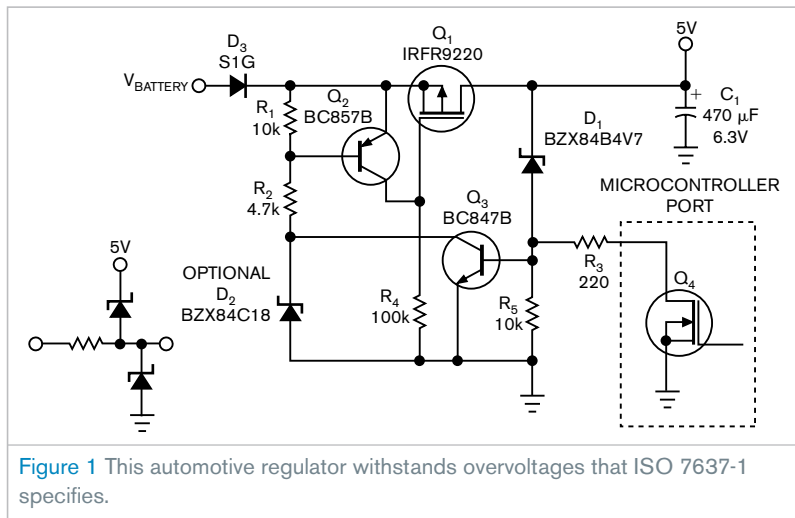 D3
S1G
VBATTERY
R1
10k
Q2
BC857B
Q1
IRFR9220
5V
+
C1
470 µF
6.3V
D1
BZX84B4V7
R2
4.7k
Q3
BC847B
MICROCONTROLLER
PORT
R3
220
Q4
5V
OPTIONAL
D2
BZX84C18
R4
100k
R5
10k
Figure 1 This automotive regulator withstands overvoltages that ISO 7637-1
specifies.